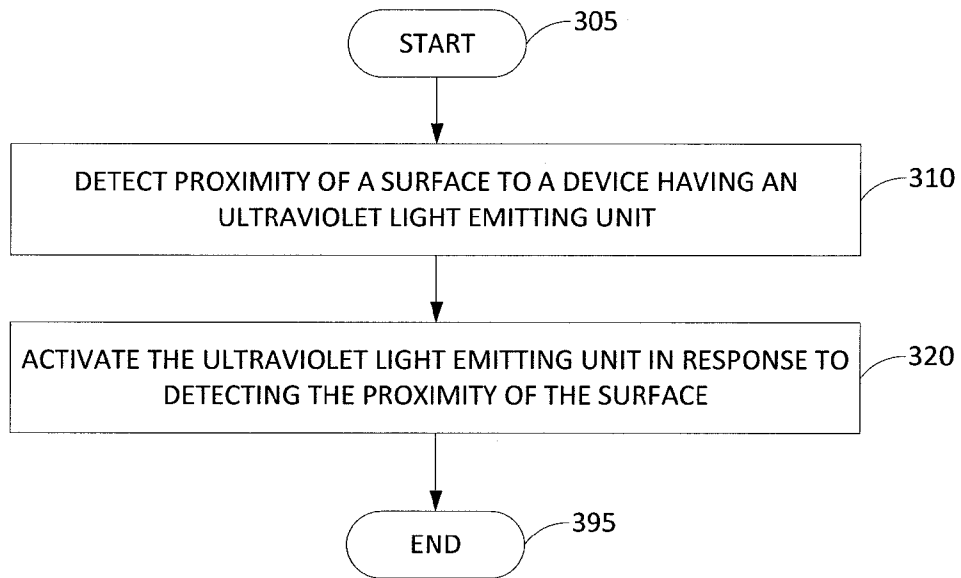 START
305
DETECT PROXIMITY OF A SURFACE TO A DEVICE HAVING AN
ULTRAVIOLET LIGHT EMITTING UNIT
310
ACTIVATE THE ULTRAVIOLET LIGHT EMITTING UNIT IN RESPONSE TO
DETECTING THE PROXIMITY OF THE SURFACE
320
END
395